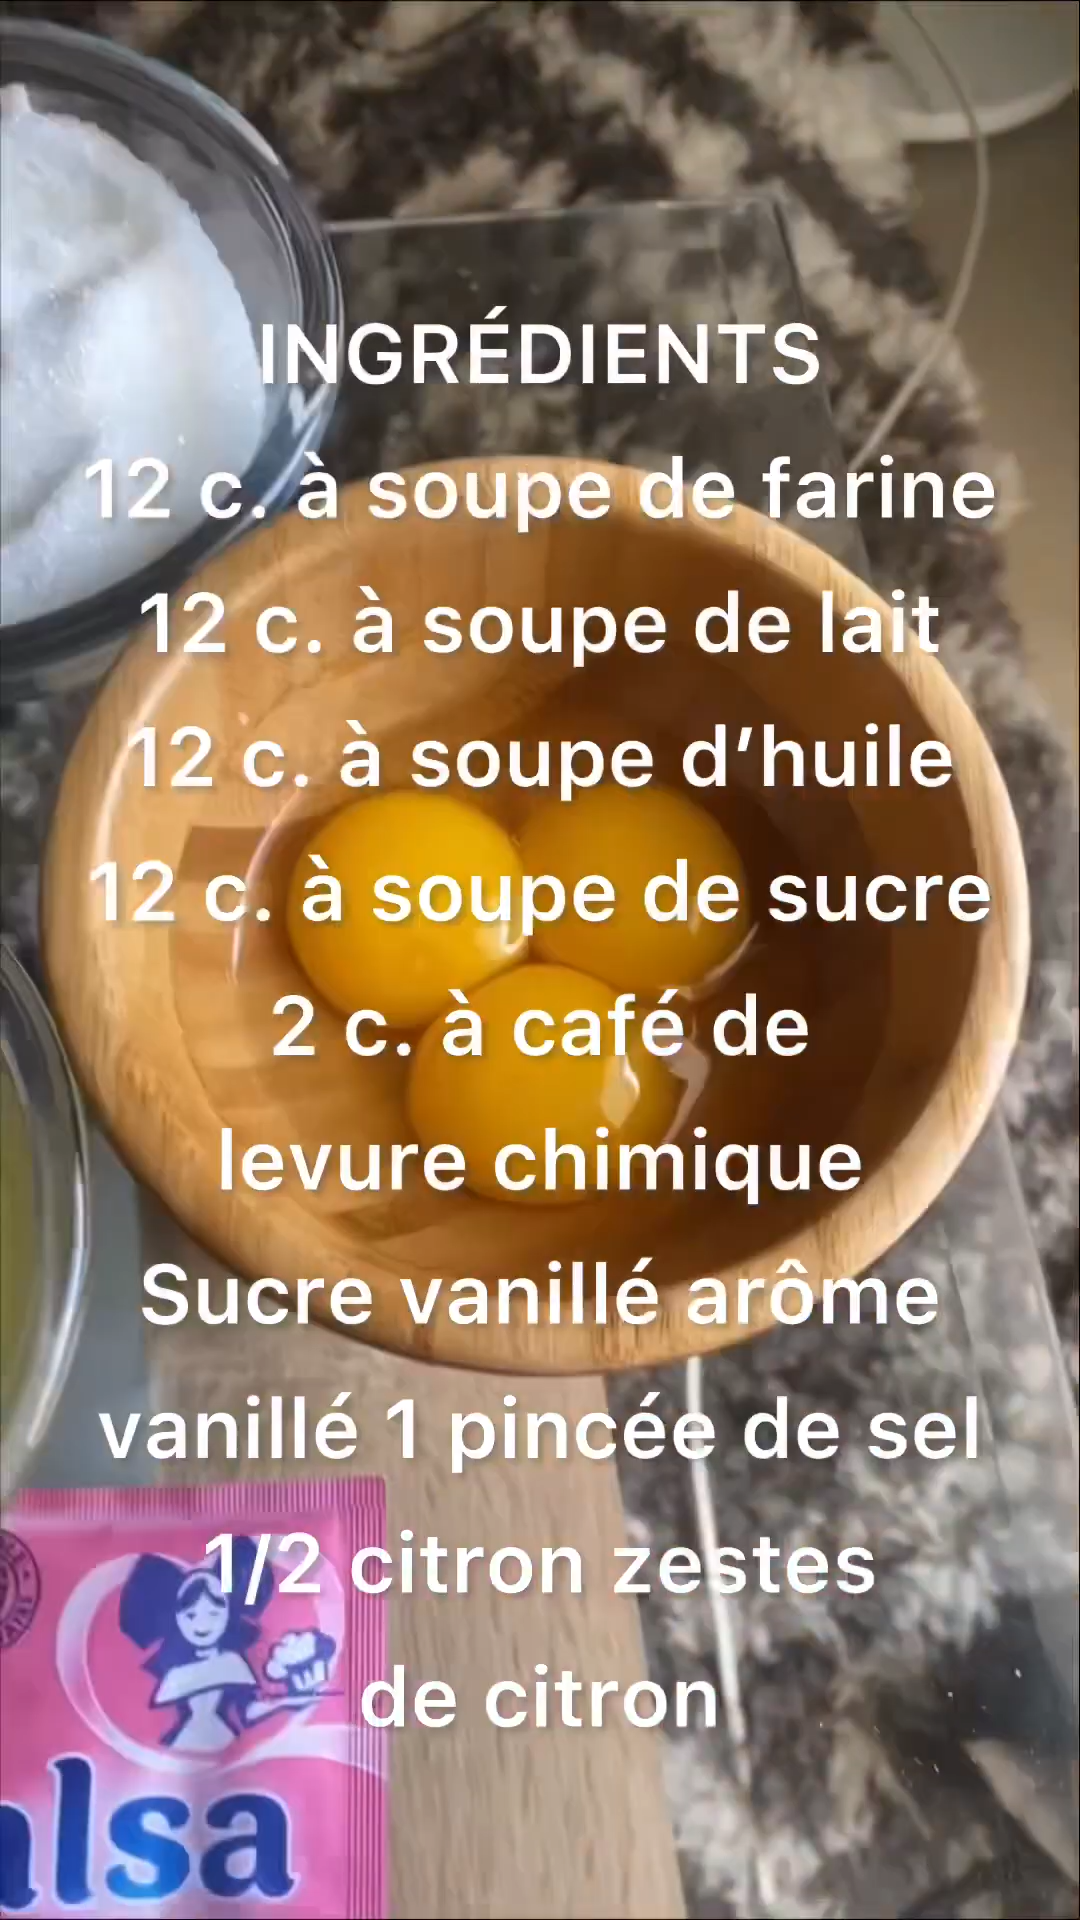 INGRÉDIENTS
12 c. à soupe de farine
12 c. à soupe de lait
12 c. à soupe d’huile
12 c. à soupe de sucre
2 c. à café de
levure chimique
Sucre vanillé arôme
vanillé 1 pincée de sel
1/2 citron zestes
de citron
alsa